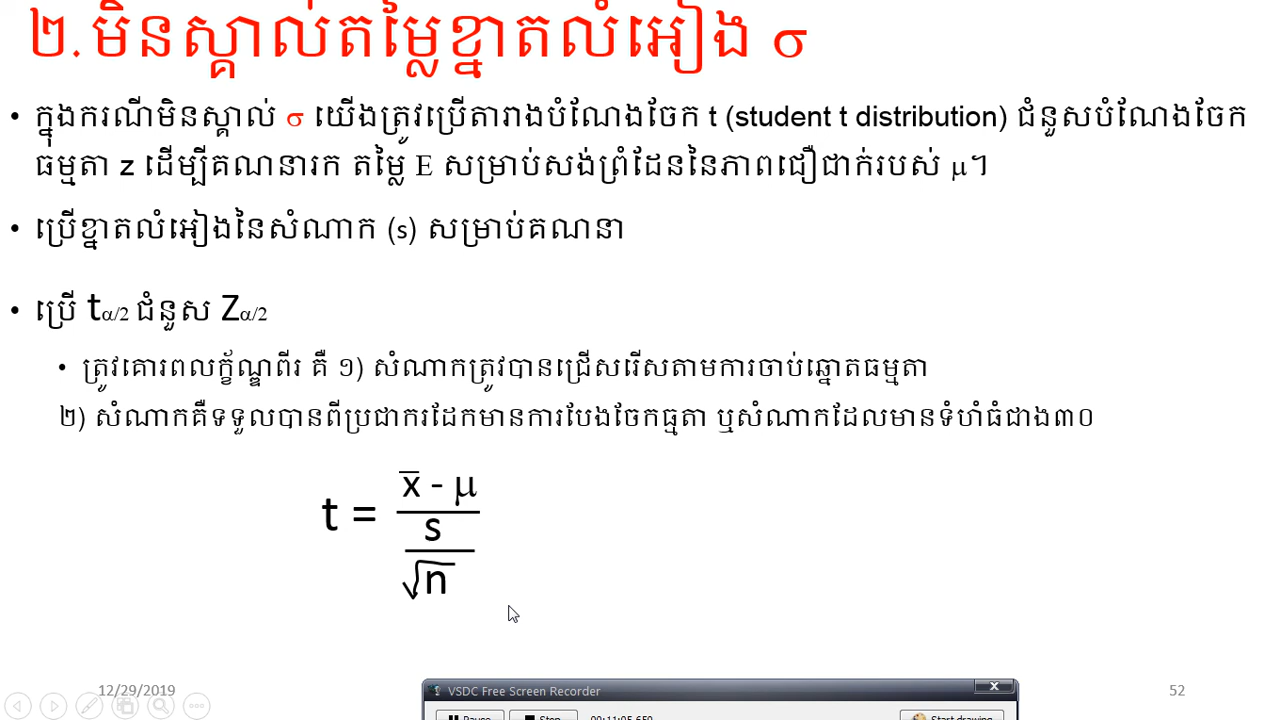 ២. មិនស្គាល់តម្លៃខ្នាតលំអៀង σ
• ក្នុងករណីមិនស្គាល់ σ យើងត្រូវប្រើតារាងបំណែងចែក t (student t distribution) ជំនួសបំណែងចែក
ធម្មតា z ដើម្បីគណនារក តម្លៃ E សម្រាប់សង់ព្រំដែននៃភាពជឿជាក់របស់ μ។
• ប្រើខ្នាតលំអៀងនៃសំណាក (s) សម្រាប់គណនា
• ប្រើ tα/2 ជំនួស Zα/2
• ត្រូវគោរពលក្ខ័ណ្ឌពីរ គឺ ១) សំណាកត្រូវបានជ្រើសរើសតាមការចាប់ឆ្នោតធម្មតា
២) សំណាកគឺទទួលបានពីប្រជាករដែកមានការបែងចែកធ្មតា ឬសំណាកដែលមានទំហំធំជាង៣០
x̅ - μ
t =
s
√n
12/29/2019
52
VSDC Free Screen Recorder
Pause Stop 00:11:05.650 Start drawing